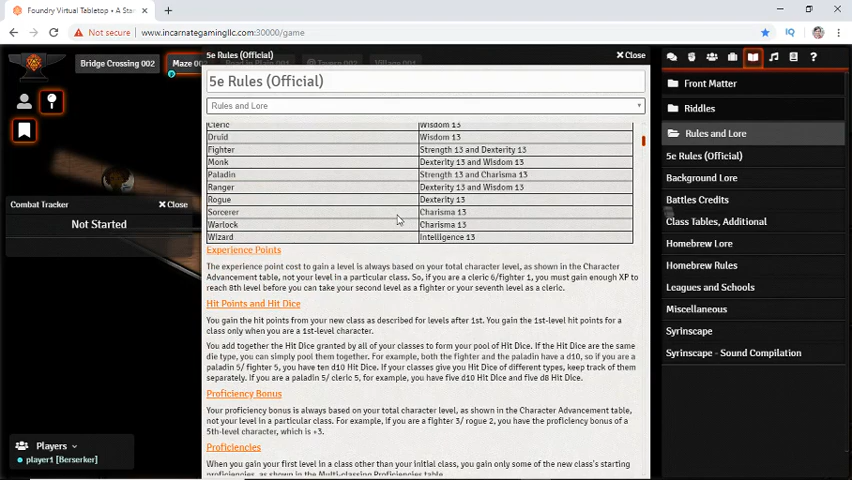 Foundry Virtual Tabletop • A Star
Not secure
www.incarnategamingllc.com:30000/game
Bridge Crossing 002
Maze 002
Road in Plain 001
Tavern 002
Village 001
5e Rules (Official)
Close
5e Rules (Official)
Rules and Lore
Cleric Wisdom 13
Druid Wisdom 13
Fighter Strength 13 and Dexterity 13
Monk Dexterity 13 and Wisdom 13
Paladin Strength 13 and Charisma 13
Ranger Dexterity 13 and Wisdom 13
Rogue Dexterity 13
Sorcerer Charisma 13
Warlock Charisma 13
Wizard Intelligence 13
Experience Points
The experience point cost to gain a level is always based on your total character level, as shown in the Character
Advancement table, not your level in a particular class. So, if you are a cleric 6/fighter 1, you must gain enough XP to
reach 8th level before you can take your second level as a fighter or your seventh level as a cleric.
Hit Points and Hit Dice
You gain the hit points from your new class as described for levels after 1st. You gain the 1st-level hit points for a
class only when you are a 1st-level character.
You add together the Hit Dice granted by all of your classes to form your pool of Hit Dice. If the Hit Dice are the same
die type, you can simply pool them together. For example, both the fighter and the paladin have a d10, so if you are a
paladin 5/ fighter 5, you have ten d10 Hit Dice. If your classes give you Hit Dice of different types, keep track of them
separately. If you are a paladin 5/ cleric 5, for example, you have five d10 Hit Dice and five d8 Hit Dice.
Proficiency Bonus
Your proficiency bonus is always based on your total character level, as shown in the Character Advancement table,
not your level in a particular class. For example, if you are a fighter 3/ rogue 2, you have the proficiency bonus of a
5th-level character, which is +3.
Proficiencies
When you gain your first level in a class other than your initial class, you gain only some of the new class's starting
proficiencies, as shown in the Multi-classing Proficiencies table.
Combat Tracker
Close
Not Started
Players
player1 [Berserker]
Front Matter
Riddles
Rules and Lore
5e Rules (Official)
Background Lore
Battles Credits
Class Tables, Additional
Homebrew Lore
Homebrew Rules
Leagues and Schools
Miscellaneous
Syrinscape
Syrinscape - Sound Compilation